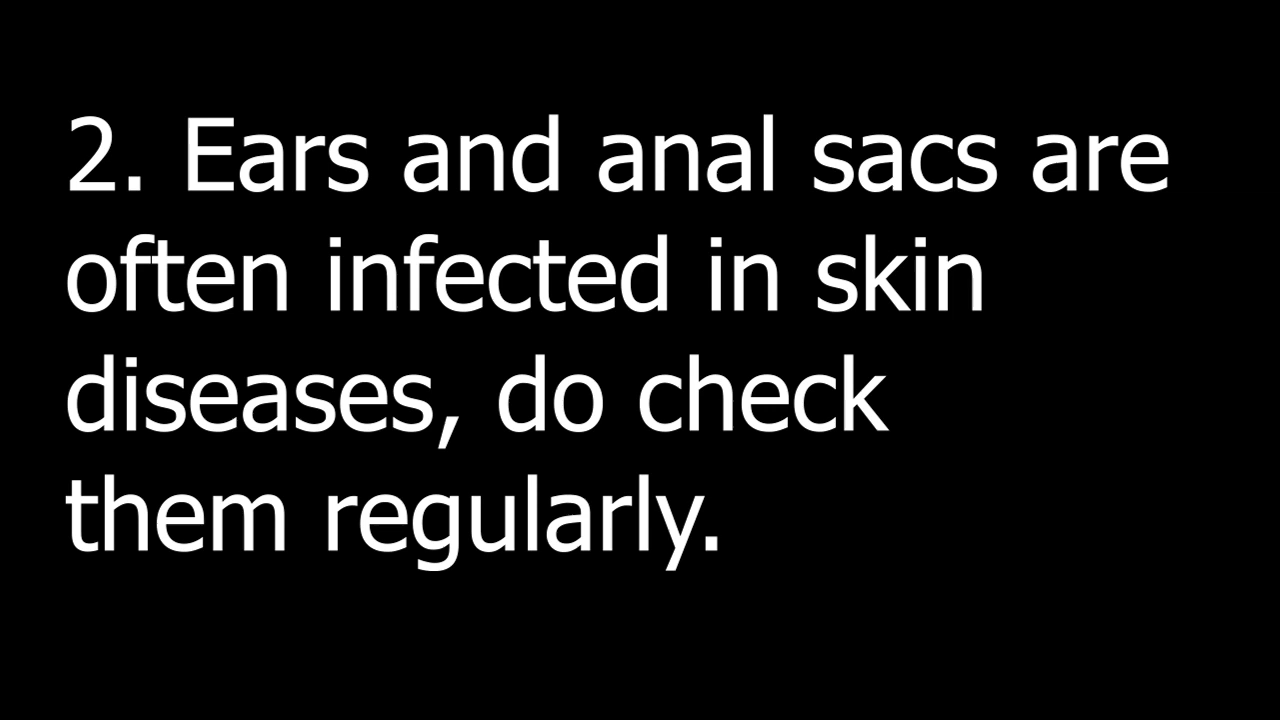 2. Ears and anal sacs are
often infected in skin
diseases, do check
them regularly.